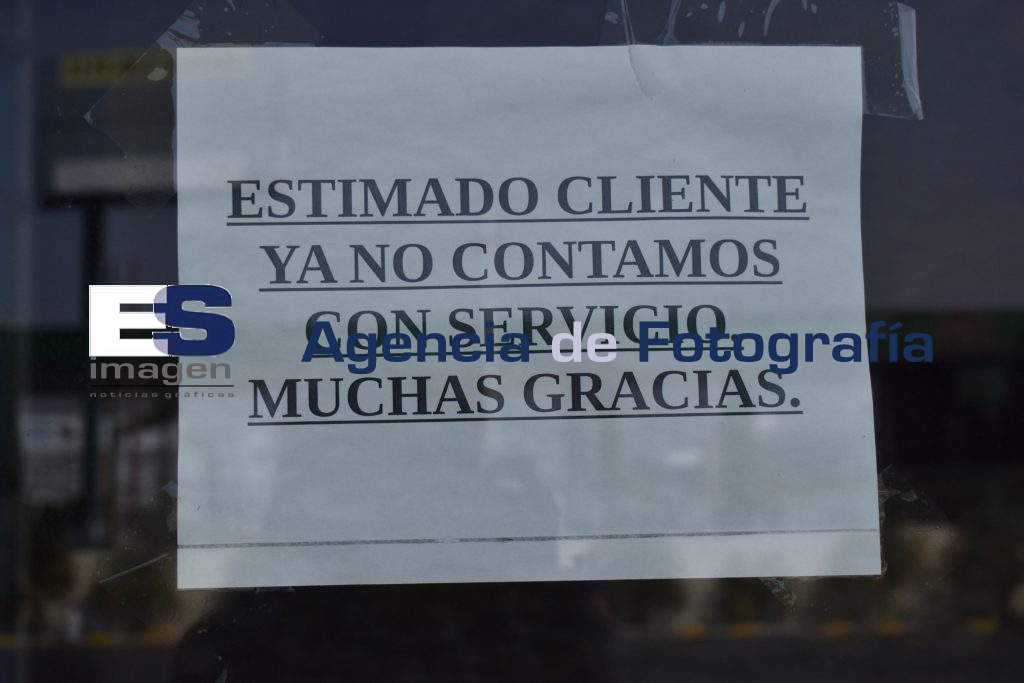 ESTIMADO CLIENTE
YA NO CONTAMOS
CON SERVICIO.
MUCHAS GRACIAS.
ES
imagen
noticias gráficas
Agencia de Fotografía